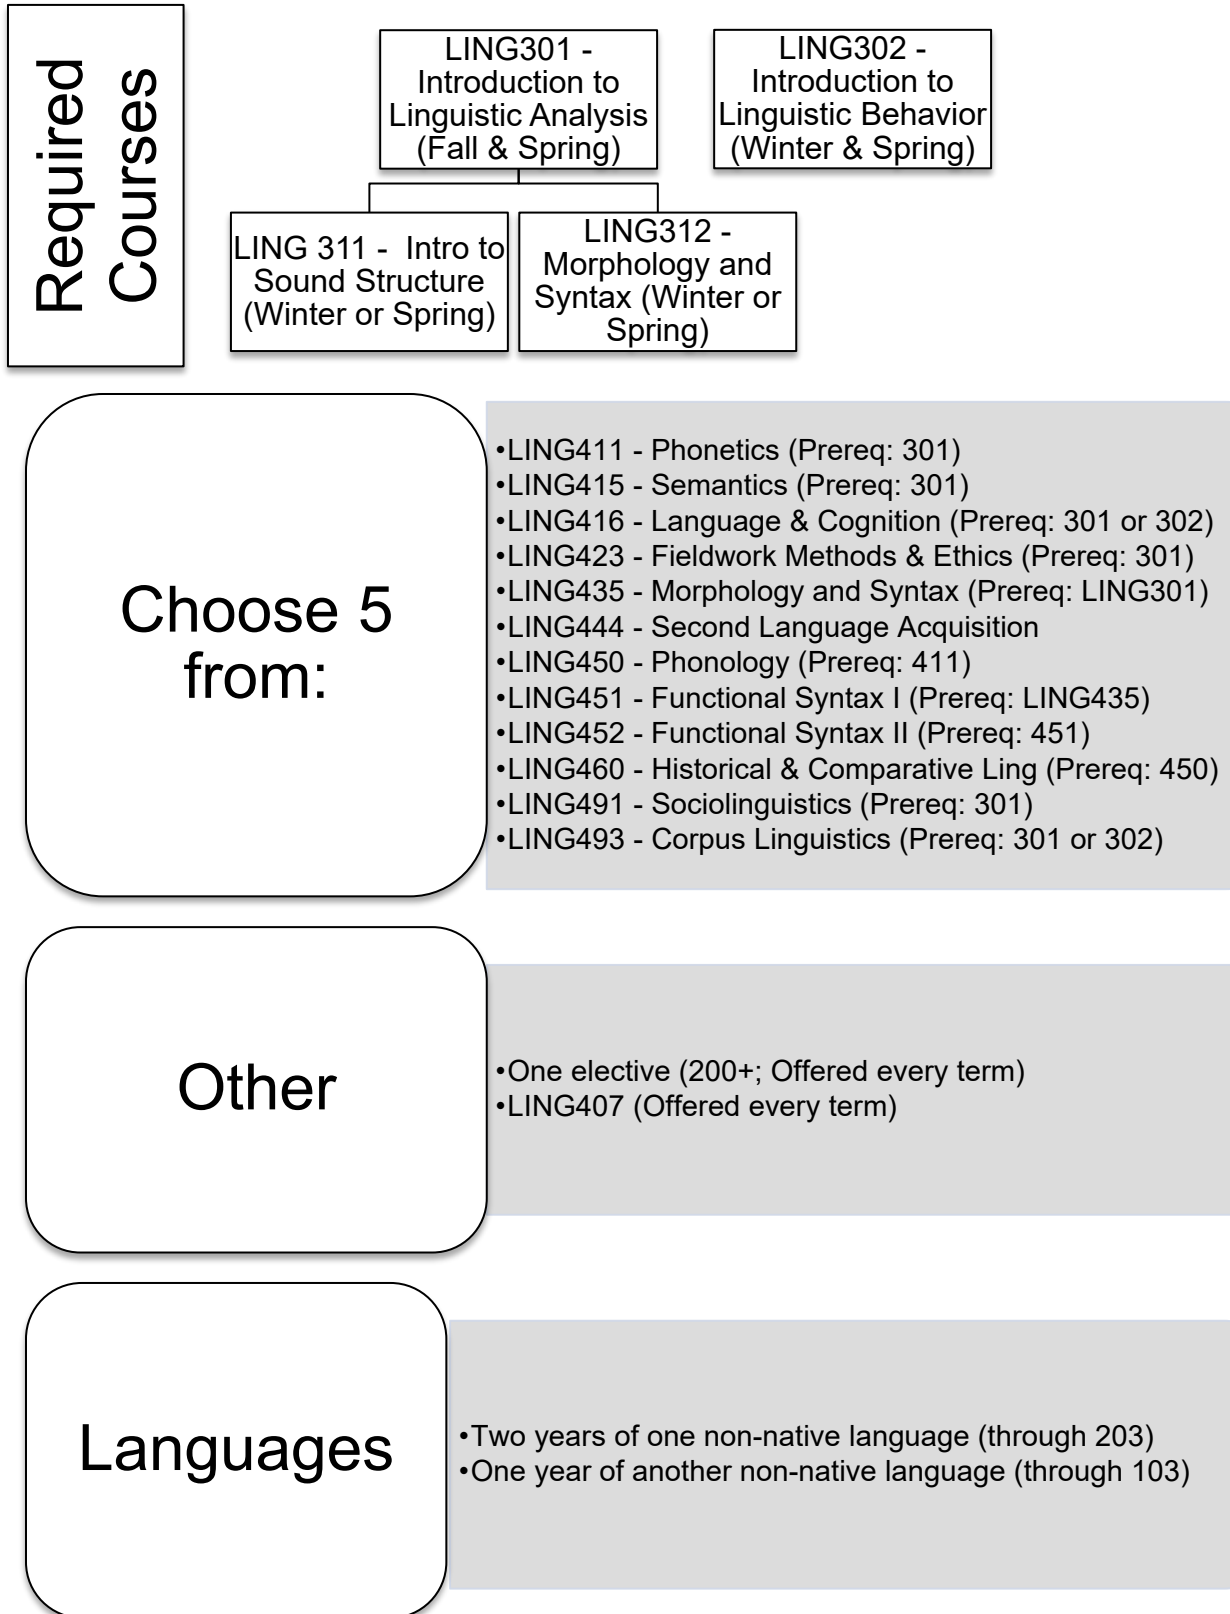 Required
Courses
LING301 -
Introduction to
Linguistic Analysis
(Fall & Spring)
LING302 -
Introduction to
Linguistic Behavior
(Winter & Spring)
LING 311 -  Intro to
Sound Structure
(Winter or Spring)
LING312 -
Morphology and
Syntax (Winter or
Spring)
Choose 5
from:
•LING411 - Phonetics (Prereq: 301)
•LING415 - Semantics (Prereq: 301)
•LING416 - Language & Cognition (Prereq: 301 or 302)
•LING423 - Fieldwork Methods & Ethics (Prereq: 301)
•LING435 - Morphology and Syntax (Prereq: LING301)
•LING444 - Second Language Acquisition
•LING450 - Phonology (Prereq: 411)
•LING451 - Functional Syntax I (Prereq: LING435)
•LING452 - Functional Syntax II (Prereq: 451)
•LING460 - Historical & Comparative Ling (Prereq: 450)
•LING491 - Sociolinguistics (Prereq: 301)
•LING493 - Corpus Linguistics (Prereq: 301 or 302)
Other
•One elective (200+; Offered every term)
•LING407 (Offered every term)
Languages
•Two years of one non-native language (through 203)
•One year of another non-native language (through 103)